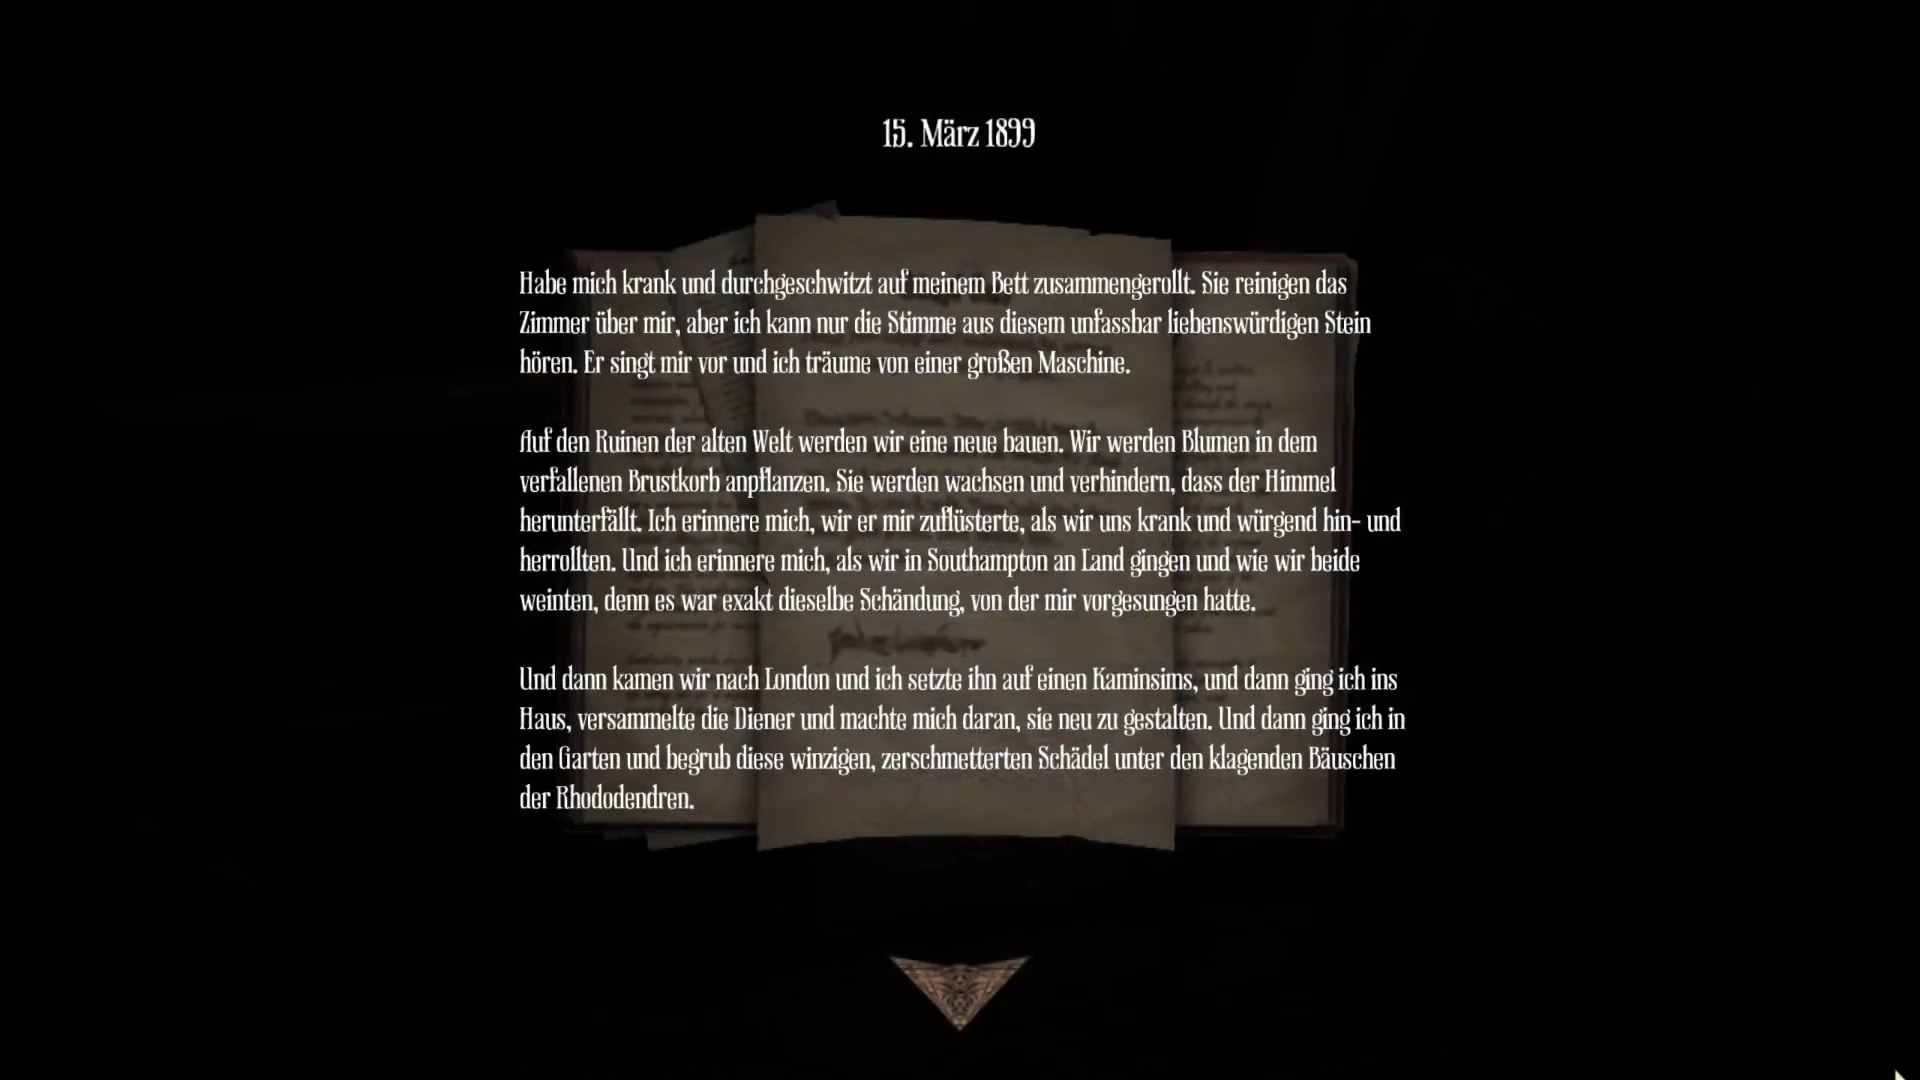 15. März 1899
Habe mich krank und durchgeschwitzt auf meinem Bett zusammengerollt. Sie reinigen das
Zimmer über mir, aber ich kann nur die Stimme aus diesem unfassbar liebenswürdigen Stein
hören. Er singt mir vor und ich träume von einer großen Maschine.
Auf den Ruinen der alten Welt werden wir eine neue bauen. Wir werden Blumen in dem
verfallenen Brustkorb anpflanzen. Sie werden wachsen und verhindern, dass der Himmel
herunterfällt. Ich erinnere mich, wir er mir zuflüsterte, als wir uns krank und würgend hin- und
herrollten. Und ich erinnere mich, als wir in Southampton an Land gingen und wie wir beide
weinten, denn es war exakt dieselbe Schändung, von der mir vorgesungen hatte.
Und dann kamen wir nach London und ich setzte ihn auf einen Kaminsims, und dann ging ich ins
Haus, versammelte die Diener und machte mich daran, sie neu zu gestalten. Und dann ging ich in
den Garten und begrub diese winzigen, zerschmetterten Schädel unter den klagenden Bäuschen
der Rhododendren.